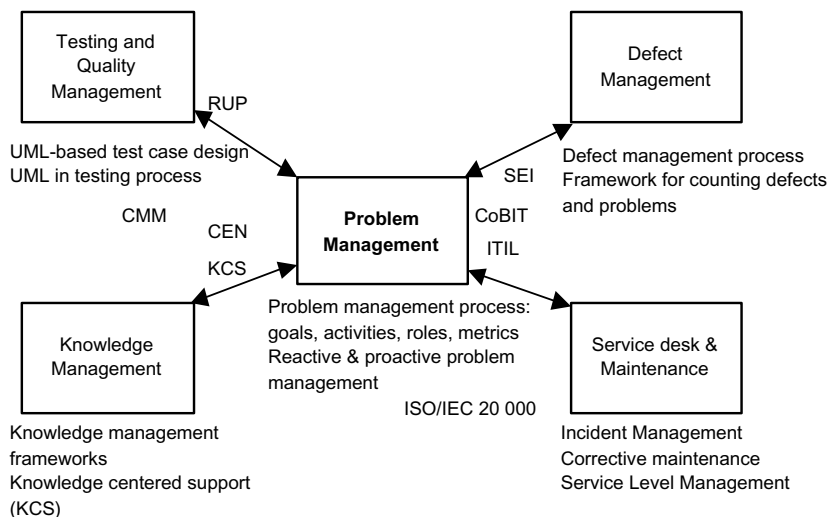 Testing and
Quality
Management
RUP
UML-based test case design
UML in testing process
Defect
Management
Defect management process
Framework for counting defects
and problems
SEI
CMM
CEN
KCS
Problem
Management
CoBIT
ITIL
Problem management process:
goals, activities, roles, metrics
Reactive & proactive problem
management
ISO/IEC 20 000
Knowledge
Management
Knowledge management
frameworks
Knowledge centered support
(KCS)
Service desk &
Maintenance
Incident Management
Corrective maintenance
Service Level Management